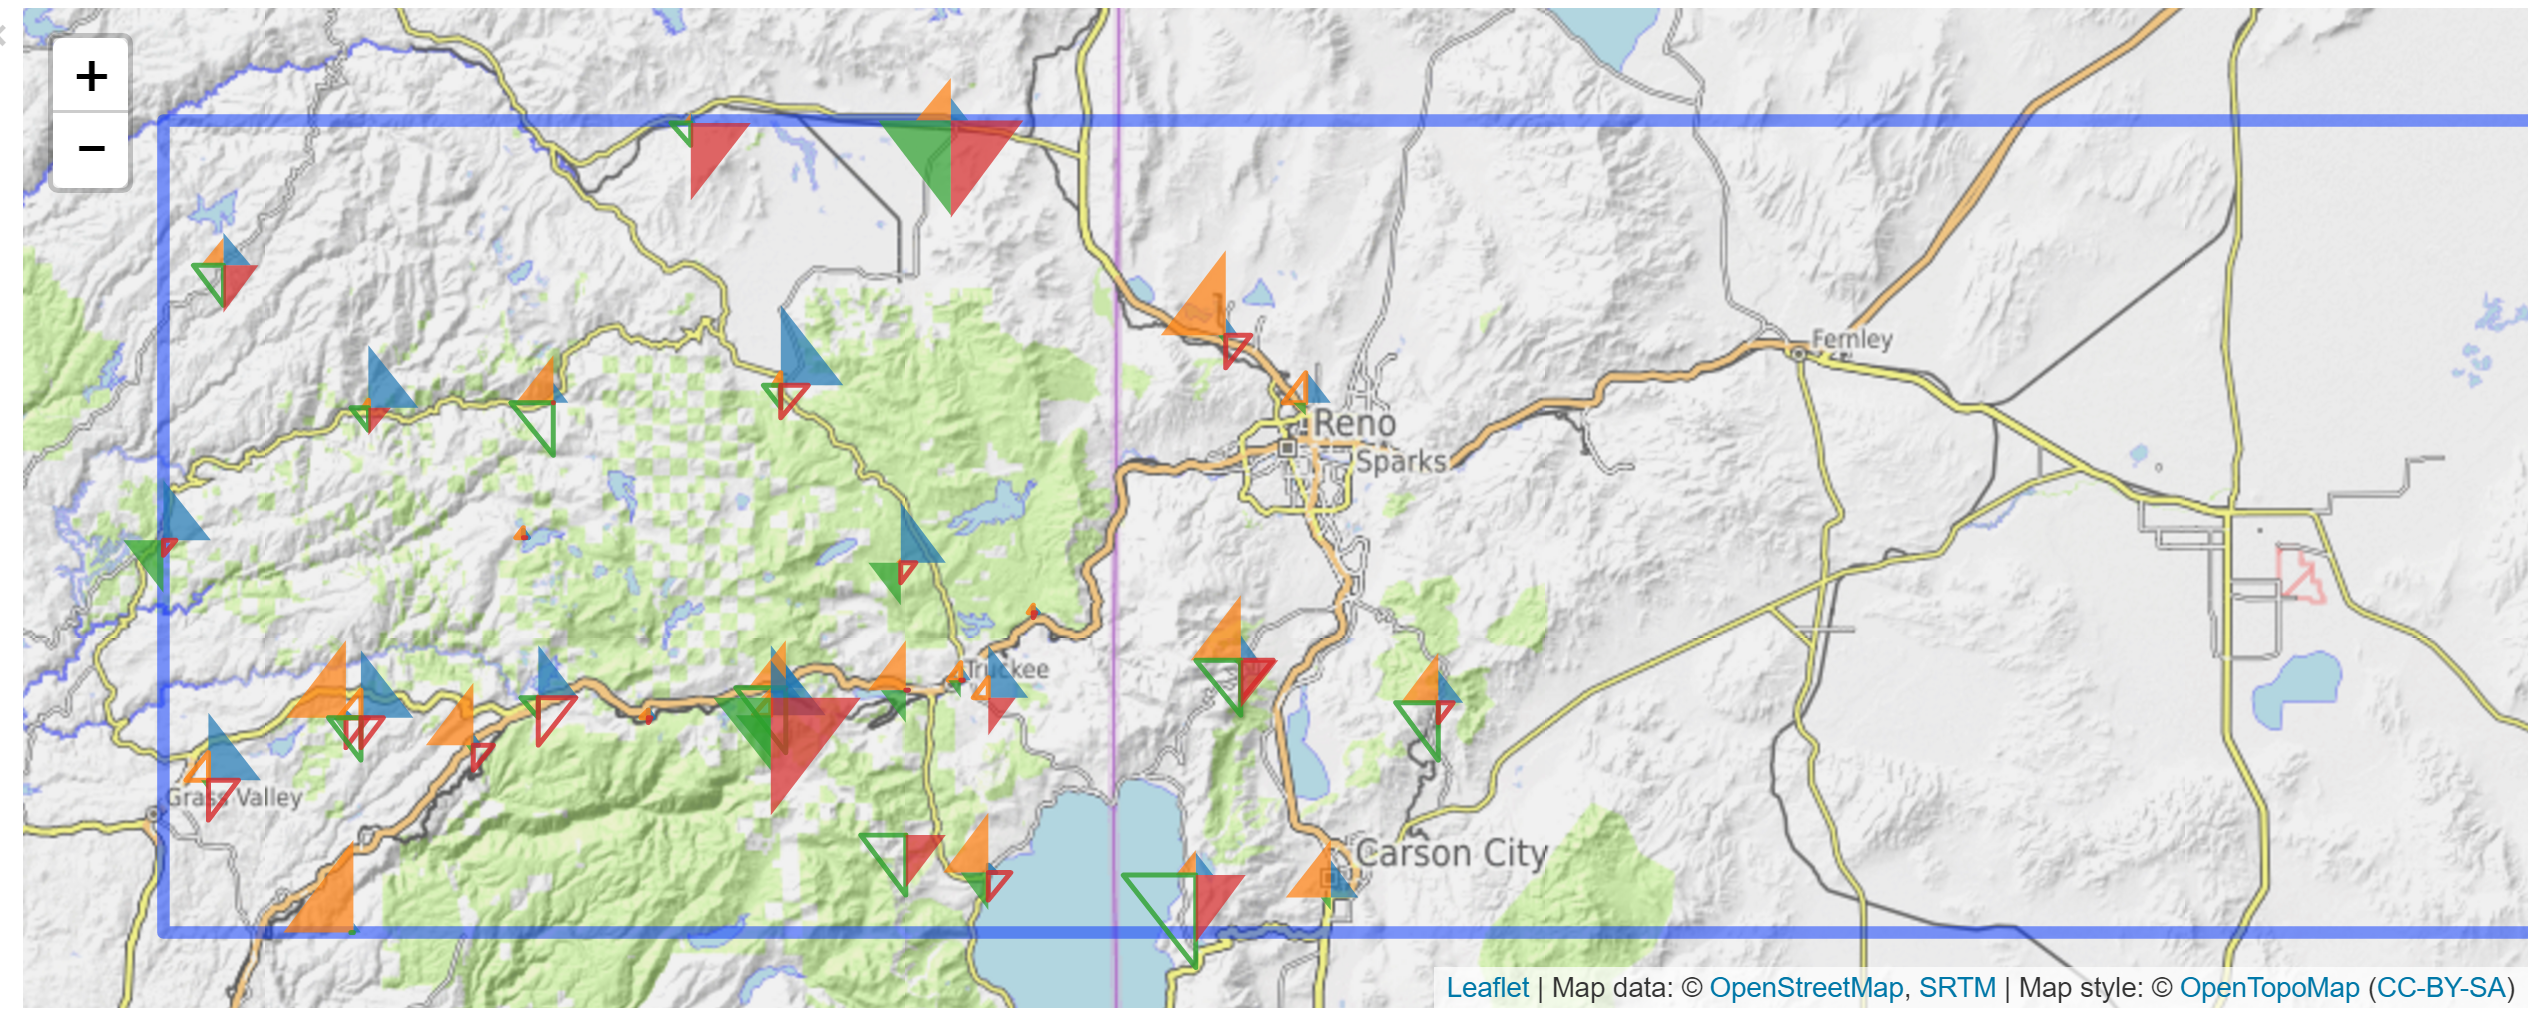 +
−
Fernley
Reno
Sparks
Truckee
Grass Valley
Carson City
Leaflet | Map data: © OpenStreetMap, SRTM | Map style: © OpenTopoMap (CC-BY-SA)